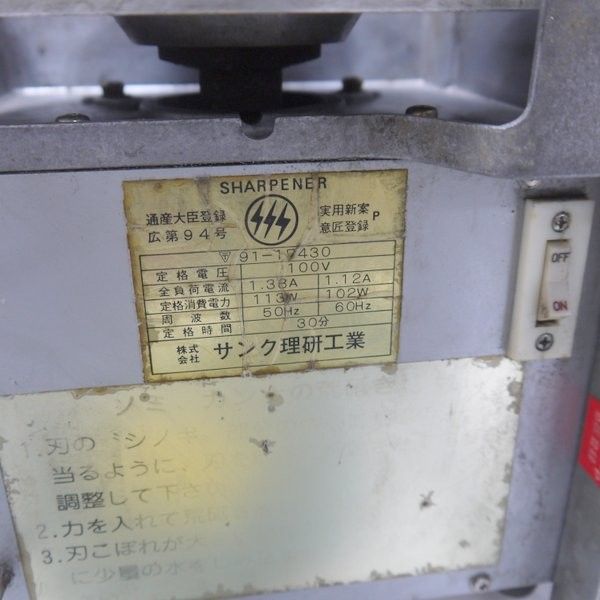 SHARPENER
通産大臣登録
広第94号
実用新案
意匠登録 P
91-17430
定格電圧 100V
全負荷電流 1.38A 1.12A
定格消費電力 113W 102W
周波数 50Hz 60Hz
定格時間 30分
株式会社 サンク理研工業
OFF
ON
1.刃の
当るように、
調整して下さい
2.力を入れて
3.刃こぼれが大
に少量の水をし